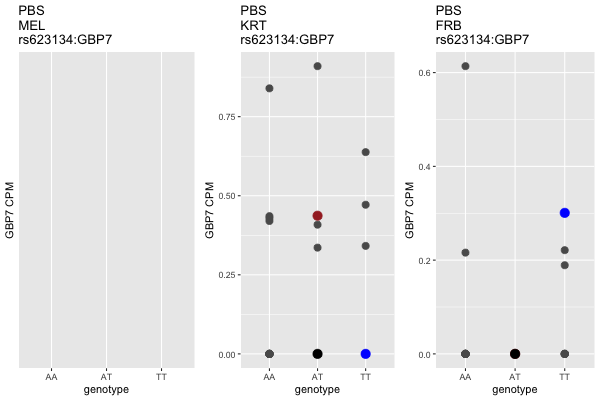 PBS
MEL
rs623134:GBP7
GBP7 CPM
AA AT TT
genotype
PBS
KRT
rs623134:GBP7
GBP7 CPM
0.75
0.50
0.25
0.00
AA AT TT
genotype
PBS
FRB
rs623134:GBP7
GBP7 CPM
0.6
0.4
0.2
0.0
AA AT TT
genotype